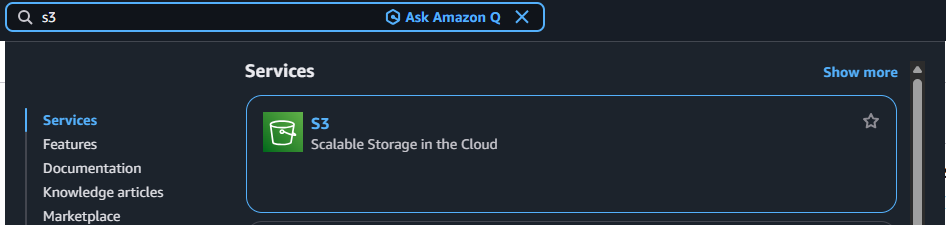 s3 Ask Amazon Q
Services Show more
Services
Features
Documentation
Knowledge articles
Marketplace
S3
Scalable Storage in the Cloud